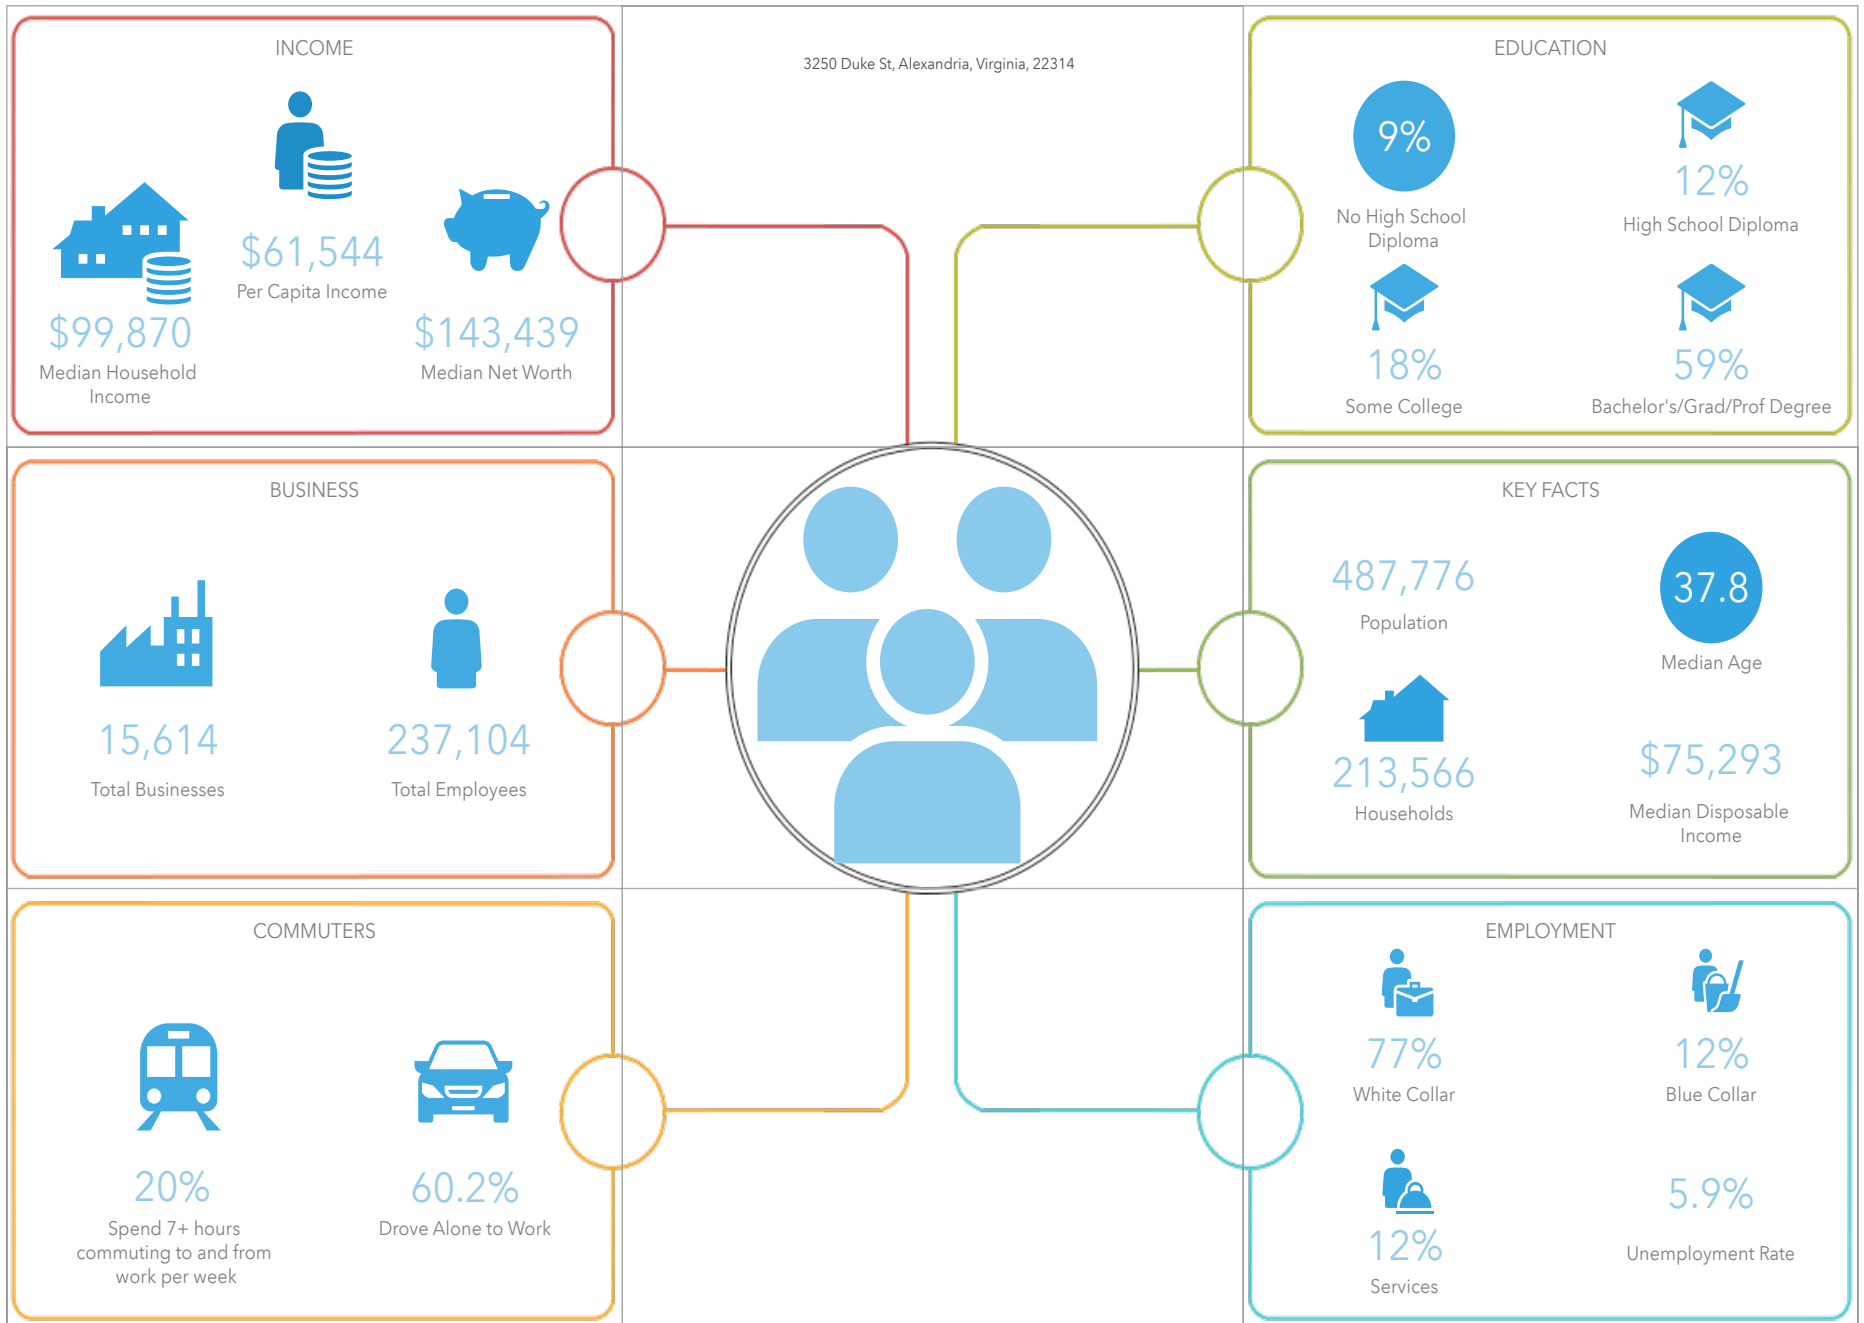 INCOME
$61,544
Per Capita Income
$99,870
Median Household
Income
$143,439
Median Net Worth
3250 Duke St, Alexandria, Virginia, 22314
EDUCATION
9%
No High School
Diploma
12%
High School Diploma
18%
Some College
59%
Bachelor's/Grad/Prof Degree
BUSINESS
15,614
Total Businesses
237,104
Total Employees
KEY FACTS
487,776
Population
37.8
Median Age
213,566
Households
$75,293
Median Disposable
Income
COMMUTERS
20%
Spend 7+ hours
commuting to and from
work per week
60.2%
Drove Alone to Work
EMPLOYMENT
77%
White Collar
12%
Blue Collar
12%
Services
5.9%
Unemployment Rate